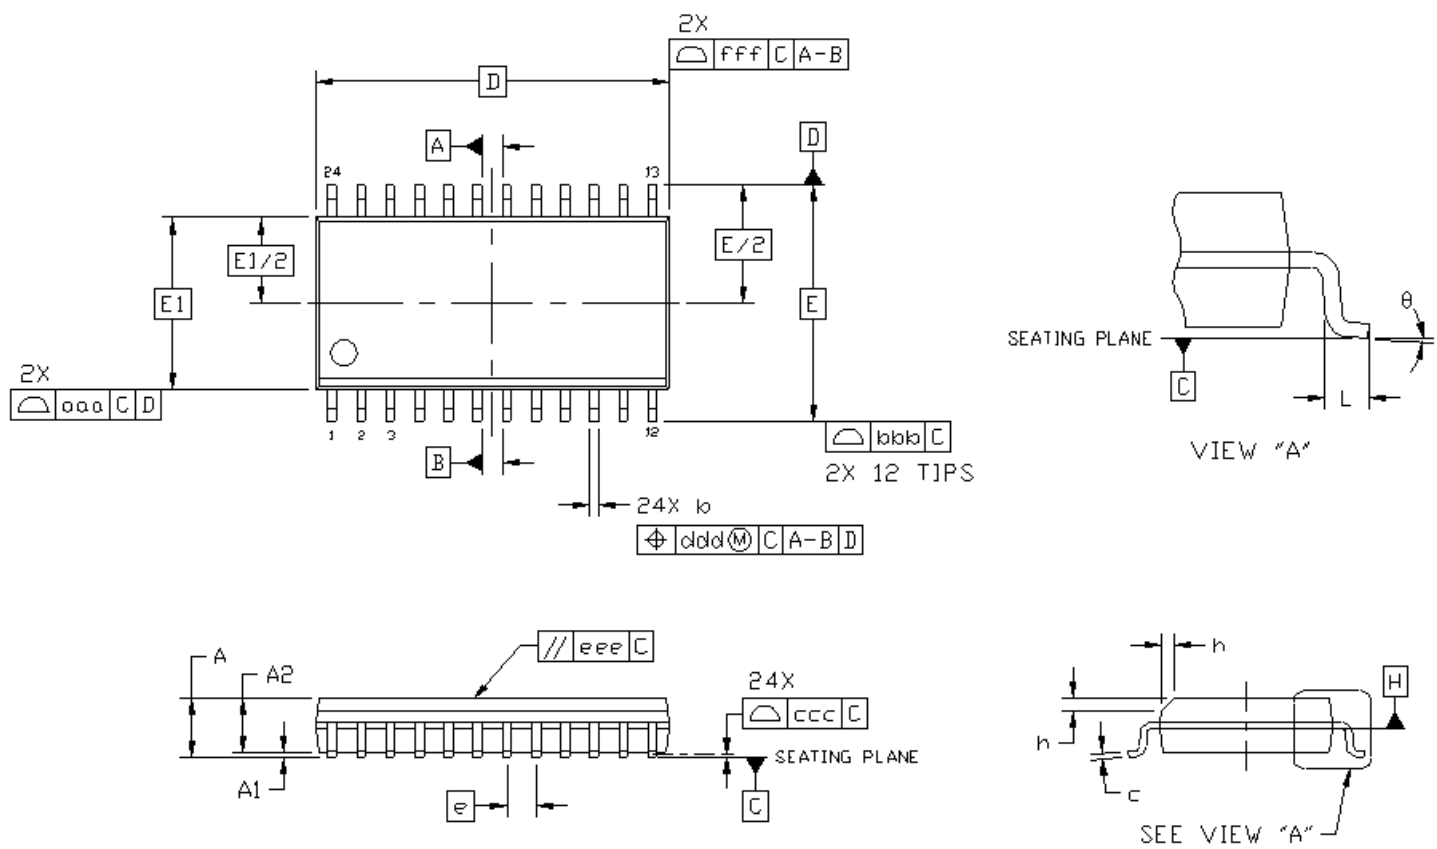 2X
⌓ fff C A-B
D
A
D
24 13
E1/2
E/2
E1
E
2X
⌓ aaa C D
1 2 3 12
⌓ bbb C
2X 12 TIPS
B
24X b
⌖ ddd Ⓜ C A-B D
θ
SEATING PLANE
C
L
VIEW "A"
// eee C
A
A2
A1
24X
⌓ ccc C
SEATING PLANE
e
C
h
H
h
c
SEE VIEW "A"